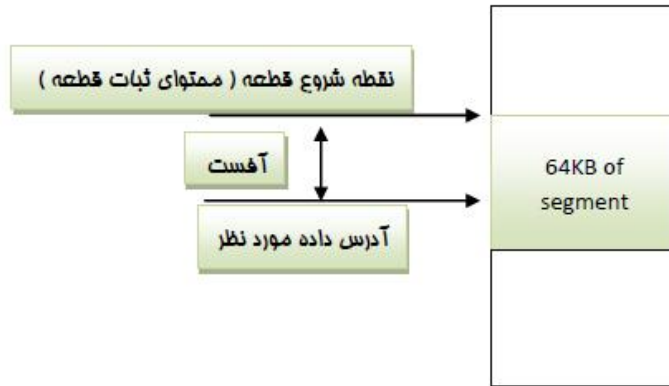 نقطه شروع قطعه ( محتوای ثبات قطعه )
آفست
آدرس داده مورد نظر
64KB of
segment